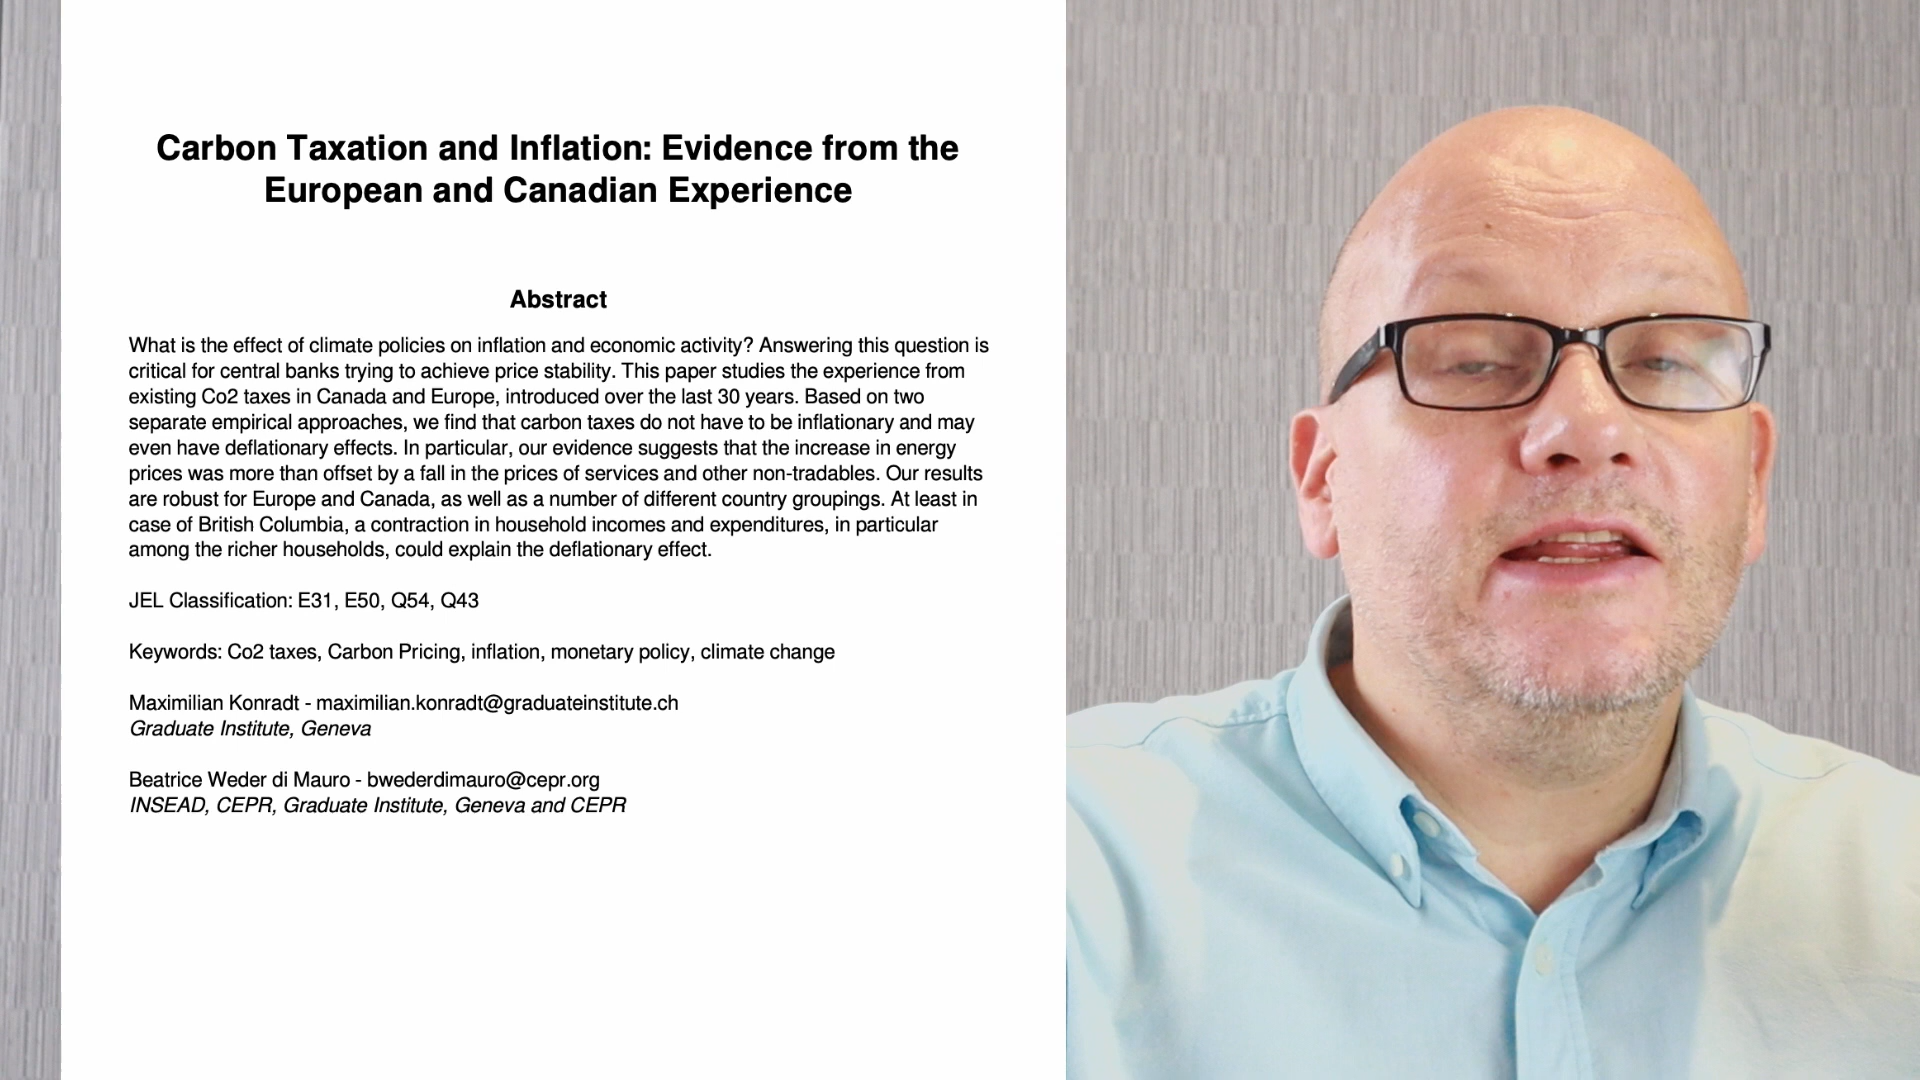 Carbon Taxation and Inflation: Evidence from the
European and Canadian Experience
Abstract
What is the effect of climate policies on inflation and economic activity? Answering this question is
critical for central banks trying to achieve price stability. This paper studies the experience from
existing Co2 taxes in Canada and Europe, introduced over the last 30 years. Based on two
separate empirical approaches, we find that carbon taxes do not have to be inflationary and may
even have deflationary effects. In particular, our evidence suggests that the increase in energy
prices was more than offset by a fall in the prices of services and other non-tradables. Our results
are robust for Europe and Canada, as well as a number of different country groupings. At least in
case of British Columbia, a contraction in household incomes and expenditures, in particular
among the richer households, could explain the deflationary effect.
JEL Classification: E31, E50, Q54, Q43
Keywords: Co2 taxes, Carbon Pricing, inflation, monetary policy, climate change
Maximilian Konradt - maximilian.konradt@graduateinstitute.ch
Graduate Institute, Geneva
Beatrice Weder di Mauro - bwederdimauro@cepr.org
INSEAD, CEPR, Graduate Institute, Geneva and CEPR